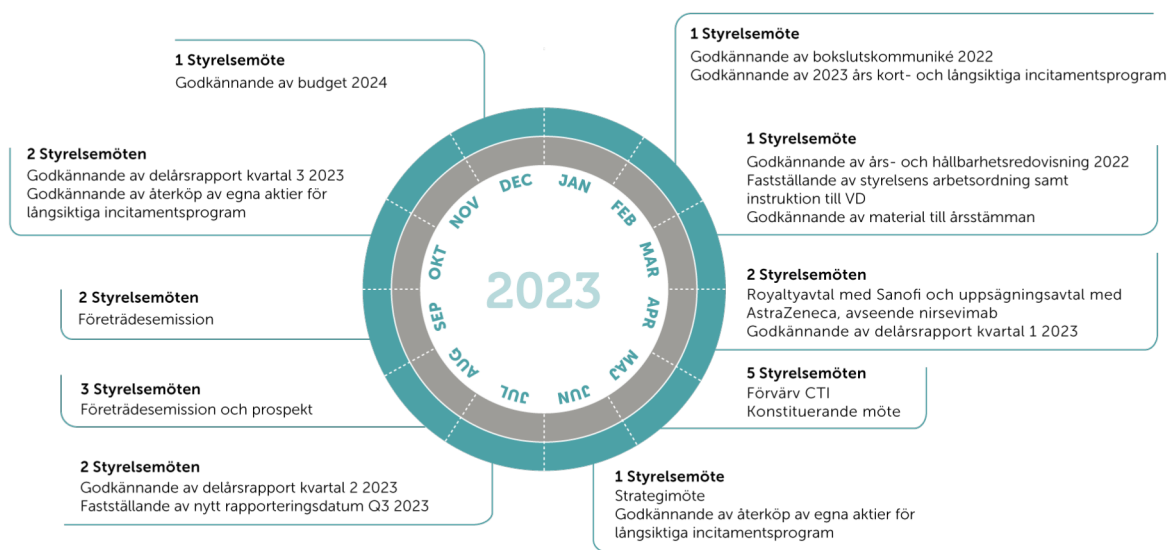 1 Styrelsemöte
Godkännande av bokslutskommuniké 2022
Godkännande av 2023 års kort- och långsiktiga incitamentsprogram
1 Styrelsemöte
Godkännande av års- och hållbarhetsredovisning 2022
Fastställande av styrelsens arbetsordning samt
instruktion till VD
Godkännande av material till årsstämman
2 Styrelsemöten
Royaltyavtal med Sanofi och uppsägningsavtal med
AstraZeneca, avseende nirsevimab
Godkännande av delårsrapport kvartal 1 2023
5 Styrelsemöten
Förvärv CTI
Konstituerande möte
1 Styrelsemöte
Strategimöte
Godkännande av återköp av egna aktier för
långsiktiga incitamentsprogram
2 Styrelsemöten
Godkännande av delårsrapport kvartal 2 2023
Fastställande av nytt rapporteringsdatum Q3 2023
3 Styrelsemöten
Företrädesemission och prospekt
2 Styrelsemöten
Företrädesemission
2 Styrelsemöten
Godkännande av delårsrapport kvartal 3 2023
Godkännande av återköp av egna aktier för
långsiktiga incitamentsprogram
1 Styrelsemöte
Godkännande av budget 2024
JAN
FEB
MAR
APR
MAJ
JUN
JUL
AUG
SEP
OKT
NOV
DEC
2023